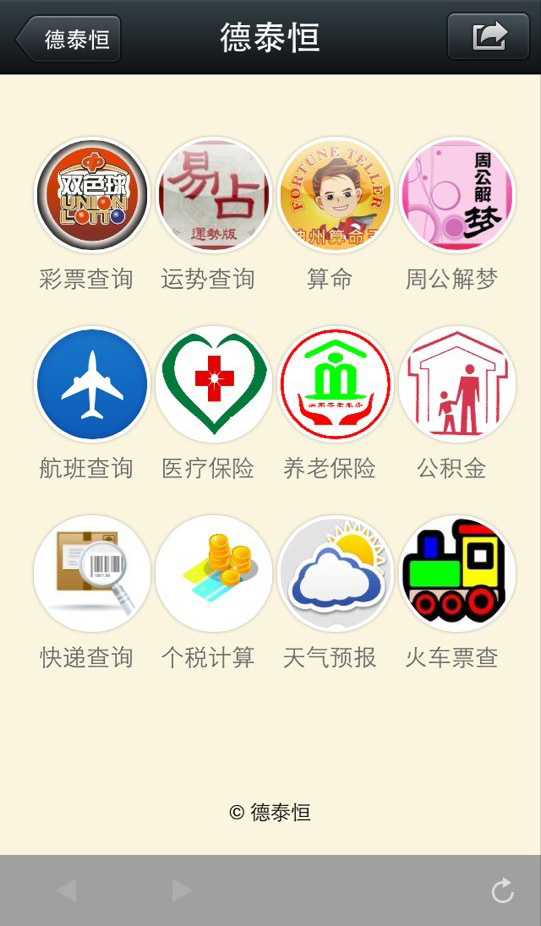 德泰恒
德泰恒
双色球
UNION
LOTTO
易占
運勢版
FORTUNE TELLER
神州算命
周公解
梦
彩票查询
运势查询
算命
周公解梦
航班查询
医疗保险
养老保险
公积金
快递查询
个税计算
天气预报
火车票查
© 德泰恒